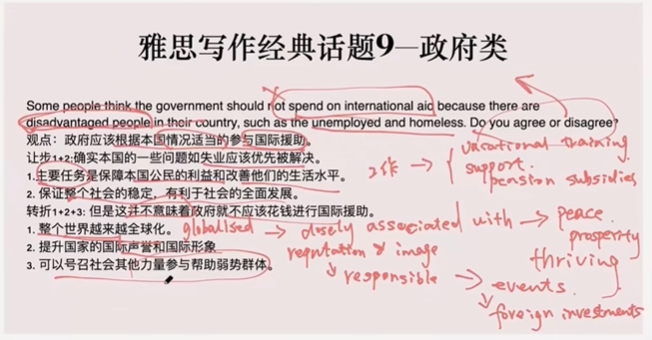 雅思写作经典话题9—政府类
Some people think the government should not spend on international aid because there are
disadvantaged people in their country, such as the unemployed and homeless. Do you agree or disagree?
观点：政府应该根据本国情况适当的参与国际援助。
让步1+2:确实本国的一些问题如失业应该优先被解决。
1.主要任务是保障本国公民的利益和改善他们的生活水平。
2. 保证整个社会的稳定，有利于社会的全面发展。
转折1+2+3: 但是这并不意味着政府就不应该花钱进行国际援助。
1. 整个世界越来越全球化。
2. 提升国家的国际声誉和国际形象
3. 可以号召社会其他力量参与帮助弱势群体。
工作 → vacational training
support.
pension subsidies
globalised → closely associated with → peace.
prosperity
thriving
reputation & image
responsible → events.
foreign investments